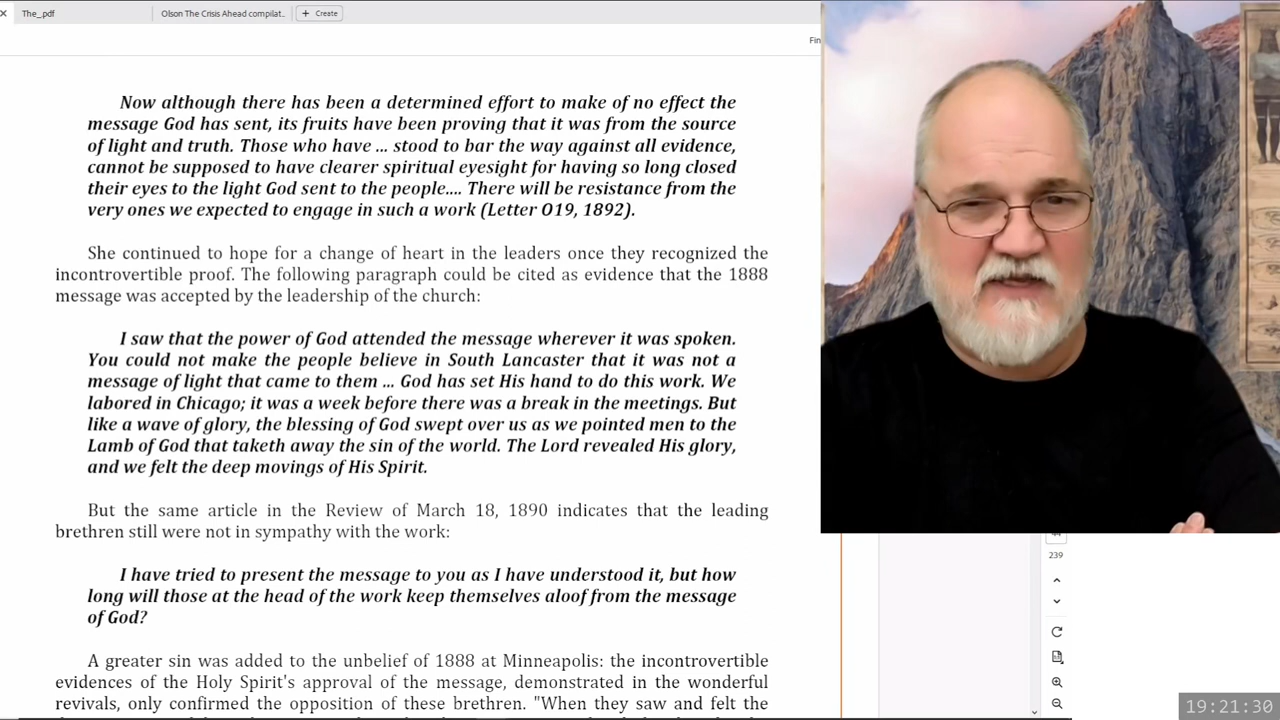 The_.pdf
Olson The Crisis Ahead compilat..
+ Create
Fin
Now although there has been a determined effort to make of no effect the
message God has sent, its fruits have been proving that it was from the source
of light and truth. Those who have ... stood to bar the way against all evidence,
cannot be supposed to have clearer spiritual eyesight for having so long closed
their eyes to the light God sent to the people.... There will be resistance from the
very ones we expected to engage in such a work (Letter O19, 1892).
She continued to hope for a change of heart in the leaders once they recognized the
incontrovertible proof. The following paragraph could be cited as evidence that the 1888
message was accepted by the leadership of the church:
I saw that the power of God attended the message wherever it was spoken.
You could not make the people believe in South Lancaster that it was not a
message of light that came to them ... God has set His hand to do this work. We
labored in Chicago; it was a week before there was a break in the meetings. But
like a wave of glory, the blessing of God swept over us as we pointed men to the
Lamb of God that taketh away the sin of the world. The Lord revealed His glory,
and we felt the deep movings of His Spirit.
But the same article in the Review of March 18, 1890 indicates that the leading
brethren still were not in sympathy with the work:
I have tried to present the message to you as I have understood it, but how
long will those at the head of the work keep themselves aloof from the message
of God?
A greater sin was added to the unbelief of 1888 at Minneapolis: the incontrovertible
evidences of the Holy Spirit's approval of the message, demonstrated in the wonderful
revivals, only confirmed the opposition of these brethren. "When they saw and felt the
239
19:21:30